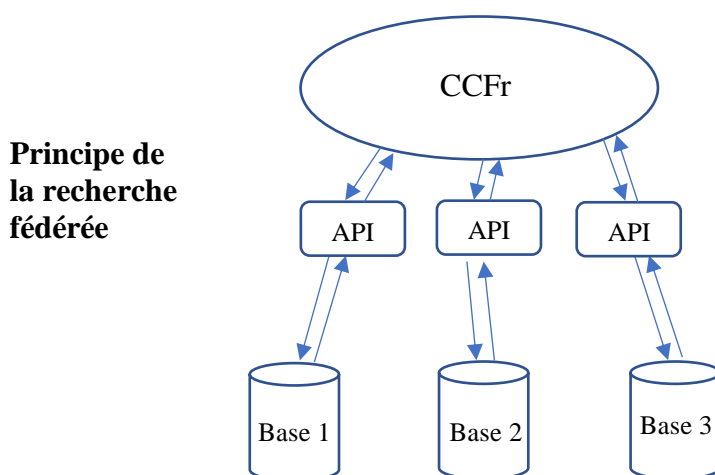 CCFr
Principe de
la recherche
fédérée
API
API
API
Base 1
Base 2
Base 3